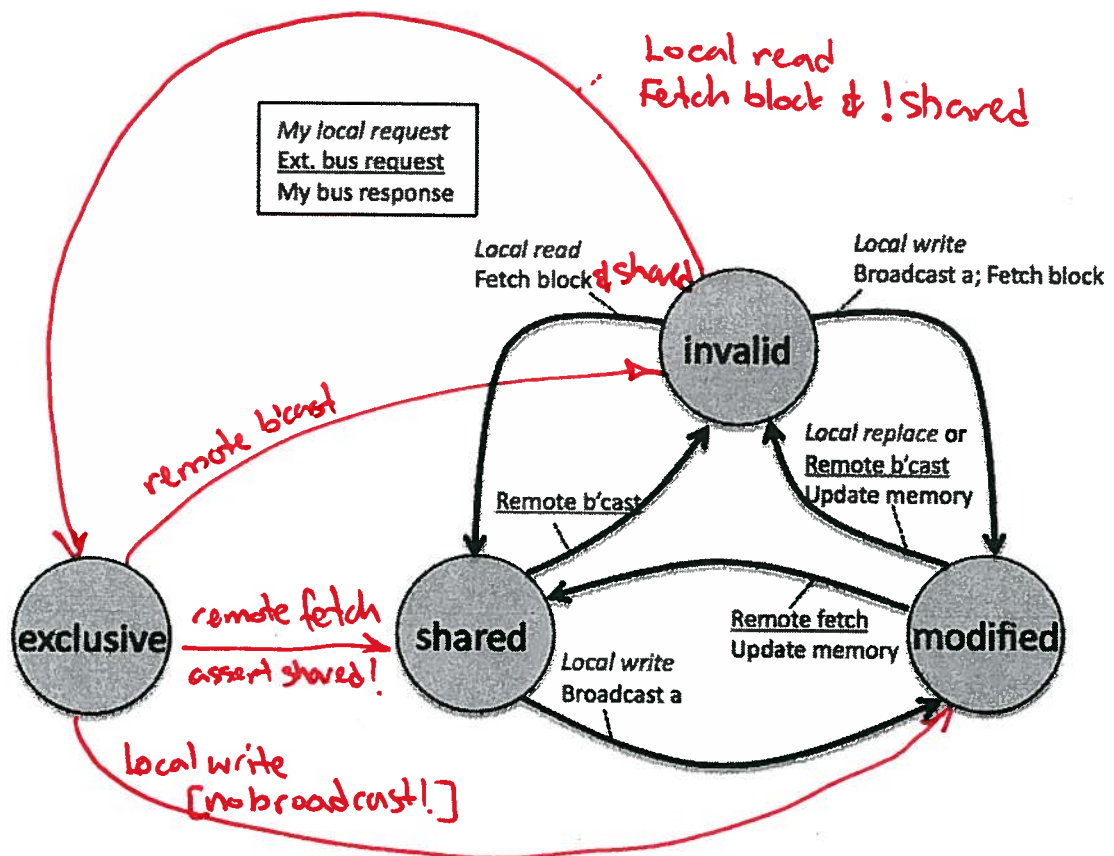 Local read
Fetch block & !shared
My local request
Ext. bus request
My bus response
Local read
Fetch block & shared
Local write
Broadcast a; Fetch block
invalid
remote b'cast
Local replace or
Remote b'cast
Update memory
Remote b'cast
exclusive
remote fetch
assert shared!
shared
Remote fetch
Update memory
modified
Local write
Broadcast a
Local write
[no broadcast!]